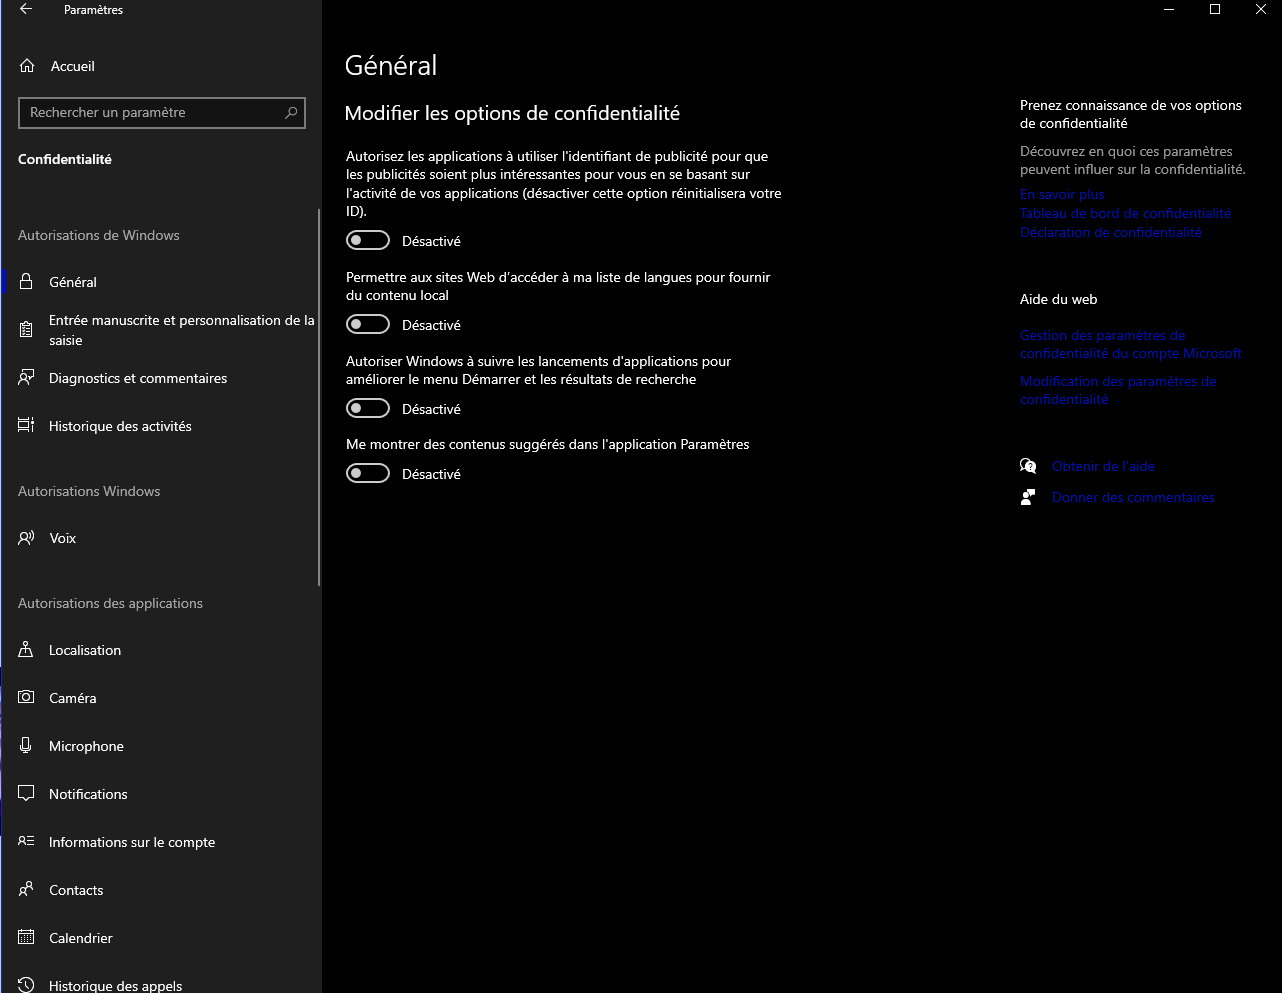 Paramètres
Accueil
Rechercher un paramètre
Confidentialité
Autorisations de Windows
Général
Entrée manuscrite et personnalisation de la
saisie
Diagnostics et commentaires
Historique des activités
Autorisations Windows
Voix
Autorisations des applications
Localisation
Caméra
Microphone
Notifications
Informations sur le compte
Contacts
Calendrier
Historique des appels
Général
Modifier les options de confidentialité
Autorisez les applications à utiliser l'identifiant de publicité pour que
les publicités soient plus intéressantes pour vous en se basant sur
l'activité de vos applications (désactiver cette option réinitialisera votre
ID).
Désactivé
Permettre aux sites Web d’accéder à ma liste de langues pour fournir
du contenu local
Désactivé
Autoriser Windows à suivre les lancements d'applications pour
améliorer le menu Démarrer et les résultats de recherche
Désactivé
Me montrer des contenus suggérés dans l'application Paramètres
Désactivé
Prenez connaissance de vos options
de confidentialité
Découvrez en quoi ces paramètres
peuvent influer sur la confidentialité.
En savoir plus
Tableau de bord de confidentialité
Déclaration de confidentialité
Aide du web
Gestion des paramètres de
confidentialité du compte Microsoft
Modification des paramètres de
confidentialité
Obtenir de l'aide
Donner des commentaires